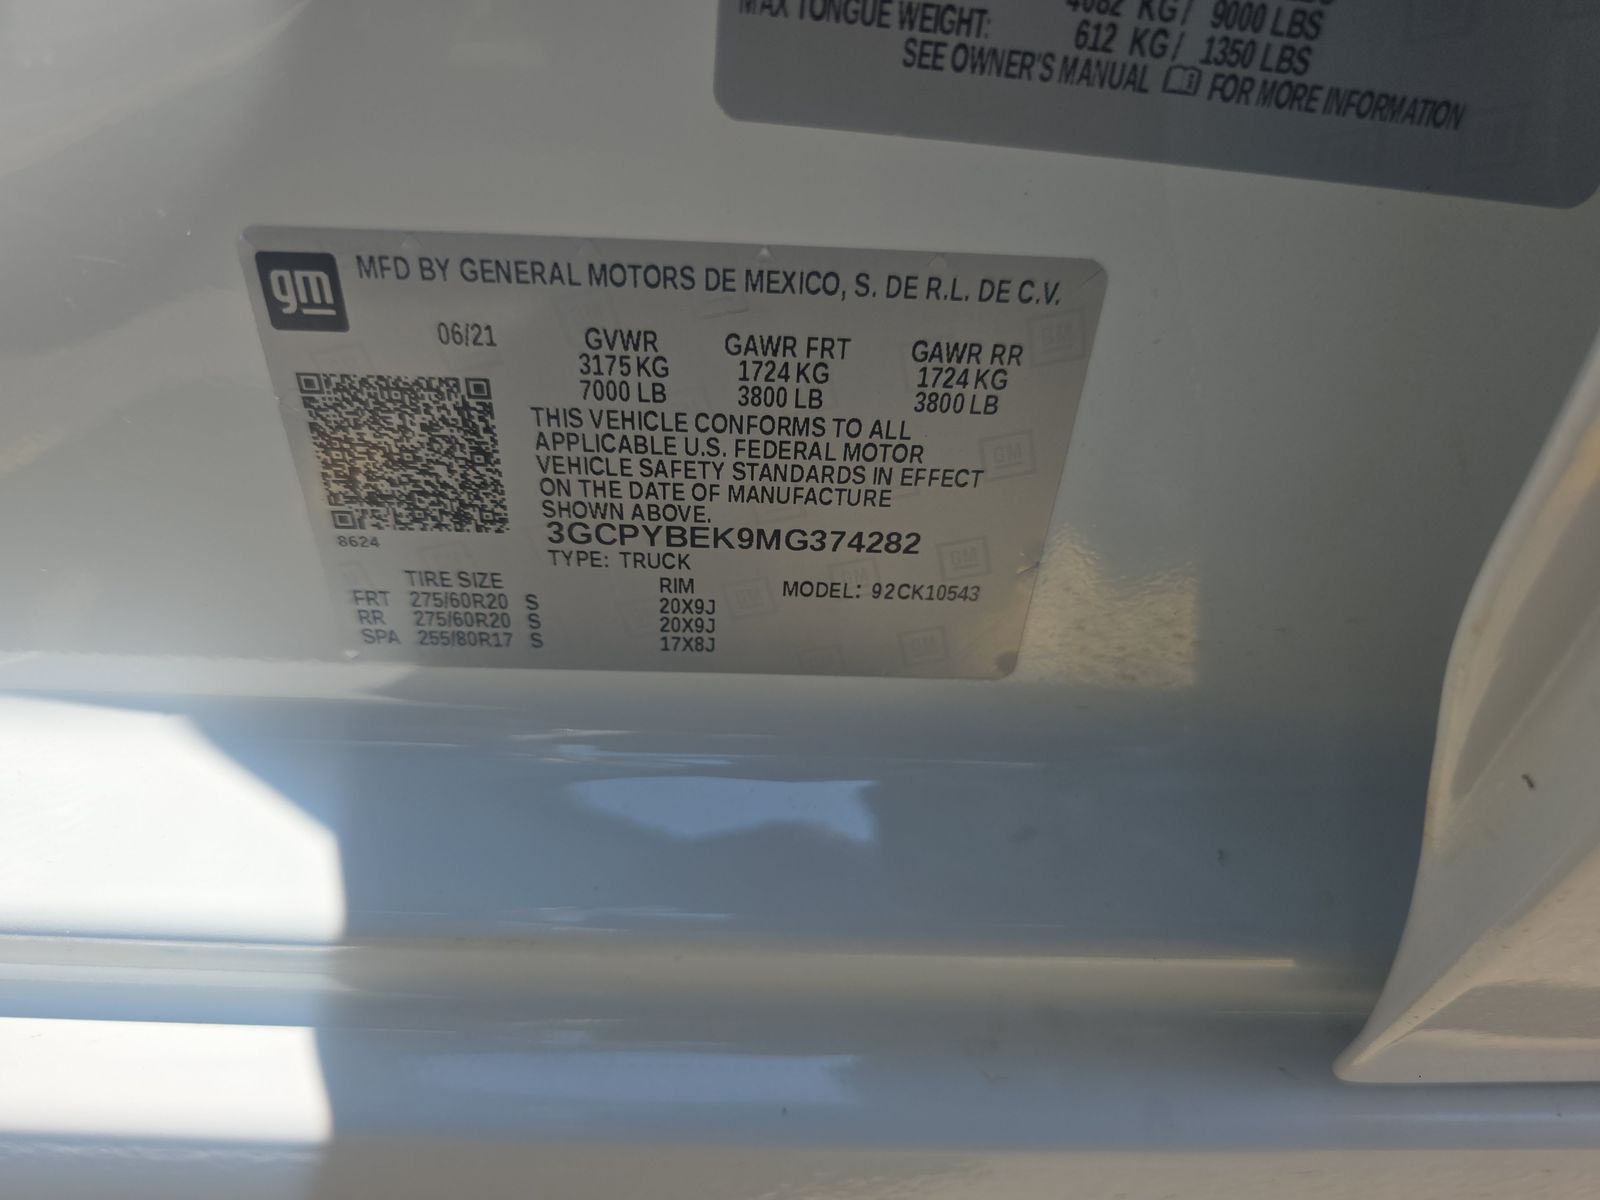 9000 LBS
MAX TONGUE WEIGHT: 612 KG/ 1350 LBS
SEE OWNER'S MANUAL FOR MORE INFORMATION
gm
MFD BY GENERAL MOTORS DE MEXICO, S. DE R.L. DE C.V.
06/21 GVWR GAWR FRT GAWR RR
3175 KG 1724 KG 1724 KG
7000 LB 3800 LB 3800 LB
THIS VEHICLE CONFORMS TO ALL
APPLICABLE U.S. FEDERAL MOTOR
VEHICLE SAFETY STANDARDS IN EFFECT
ON THE DATE OF MANUFACTURE
SHOWN ABOVE.
3GCPYBEK9MG374282
8624
TYPE: TRUCK
TIRE SIZE RIM MODEL: 92CK10543
FRT 275/60R20 S 20X9J
RR 275/60R20 S 20X9J
SPA 255/80R17 S 17X8J